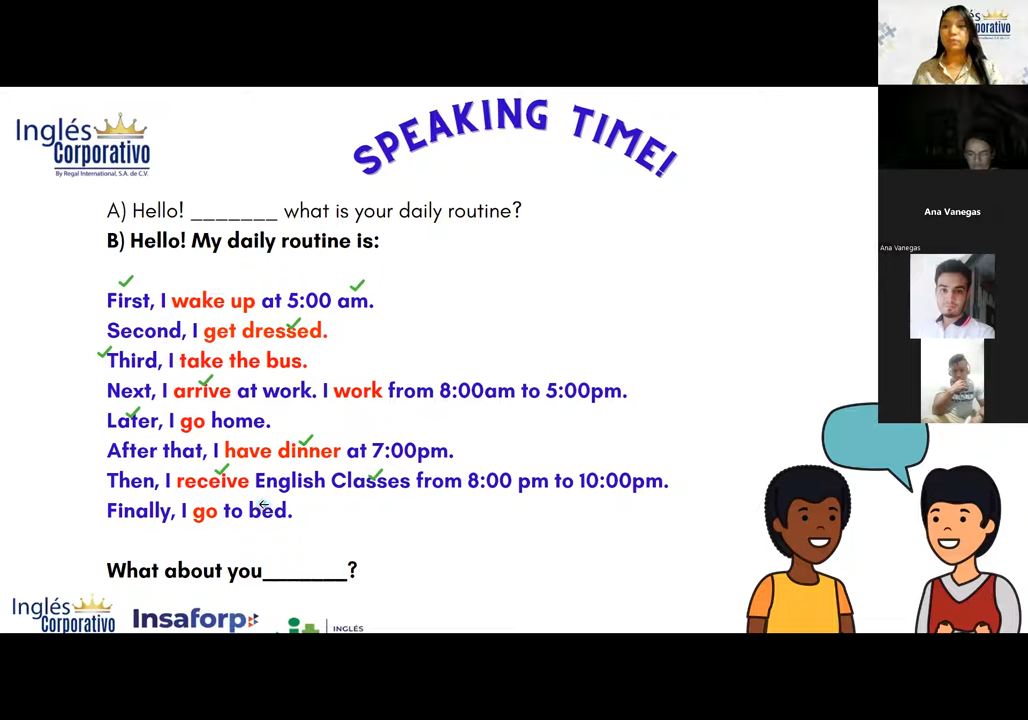 Inglés
Corporativo
By Regal International, S.A. de C.V.
SPEAKING TIME!
A) Hello! _______ what is your daily routine?
B) Hello! My daily routine is:
First, I wake up at 5:00 am.
Second, I get dressed.
Third, I take the bus.
Next, I arrive at work. I work from 8:00am to 5:00pm.
Later, I go home.
After that, I have dinner at 7:00pm.
Then, I receive English Classes from 8:00 pm to 10:00pm.
Finally, I go to bed.
What about you_______?
Inglés
Corporativo
Insaforp
INGLÉS
Ana Vanegas
Ana Vanegas